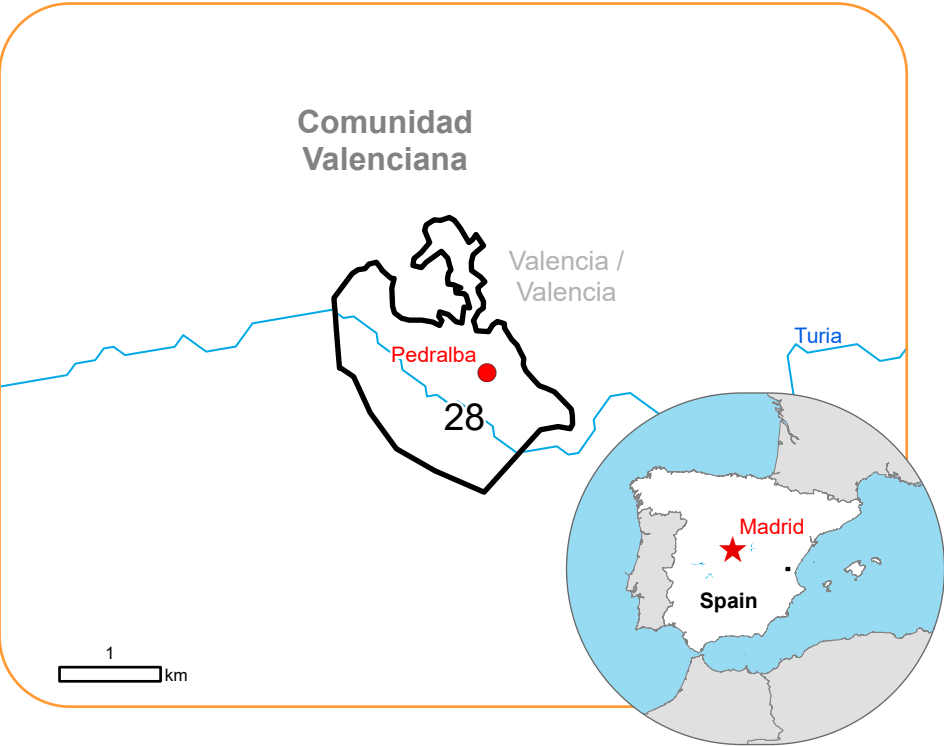 Comunidad
Valenciana
Valencia /
Valencia
Turia
Pedralba
28
Madrid
Spain
1
km